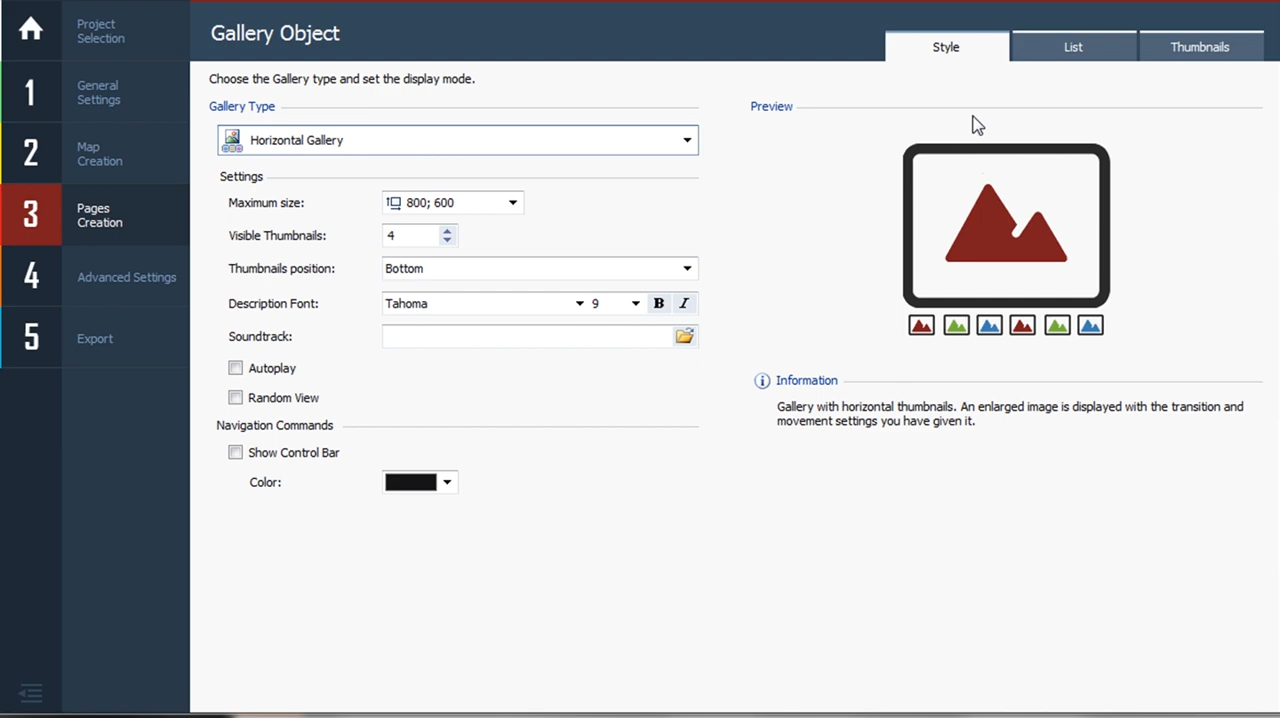 Project
Selection
1
General
Settings
2
Map
Creation
3
Pages
Creation
4
Advanced Settings
5
Export
Gallery Object
Style
List
Thumbnails
Choose the Gallery type and set the display mode.
Gallery Type
Horizontal Gallery
Settings
Maximum size:
800; 600
Visible Thumbnails:
4
Thumbnails position:
Bottom
Description Font:
Tahoma
9
B
I
Soundtrack:
Autoplay
Random View
Navigation Commands
Show Control Bar
Color:
Preview
Information
Gallery with horizontal thumbnails. An enlarged image is displayed with the transition and
movement settings you have given it.